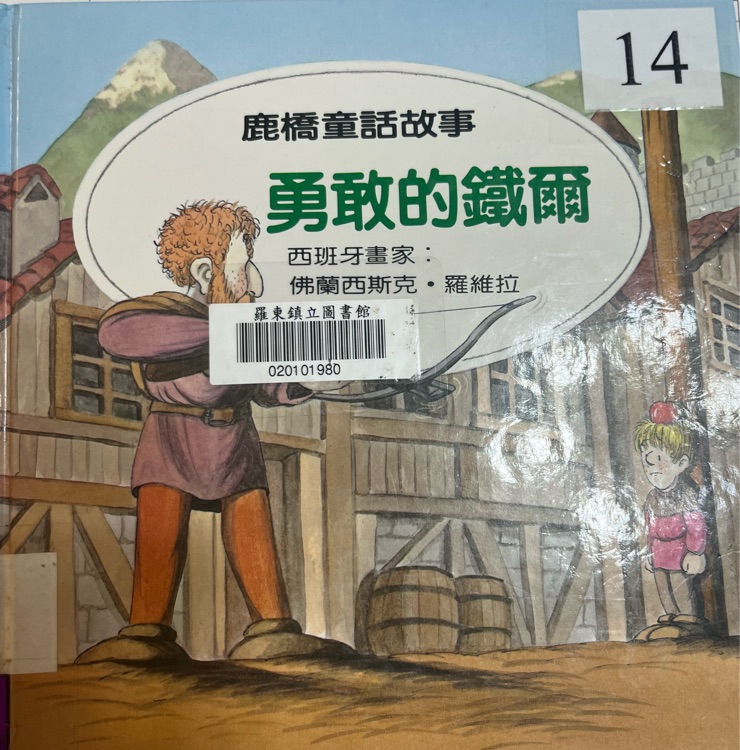 14
鹿橋童話故事
勇敢的鐵爾
西班牙畫家：
佛蘭西斯克・羅維拉
羅東鎮立圖書館
020101980